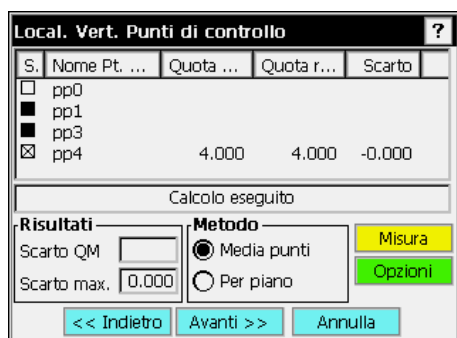 Local. Vert. Punti di controllo ?
S. Nome Pt. ... Quota ... Quota r... Scarto
pp0
pp1
pp3
pp4 4.000 4.000 -0.000
Calcolo eseguito
Risultati
Scarto QM
Scarto max. 0.000
Metodo
Media punti
Per piano
Misura
Opzioni
<< Indietro Avanti >> Annulla